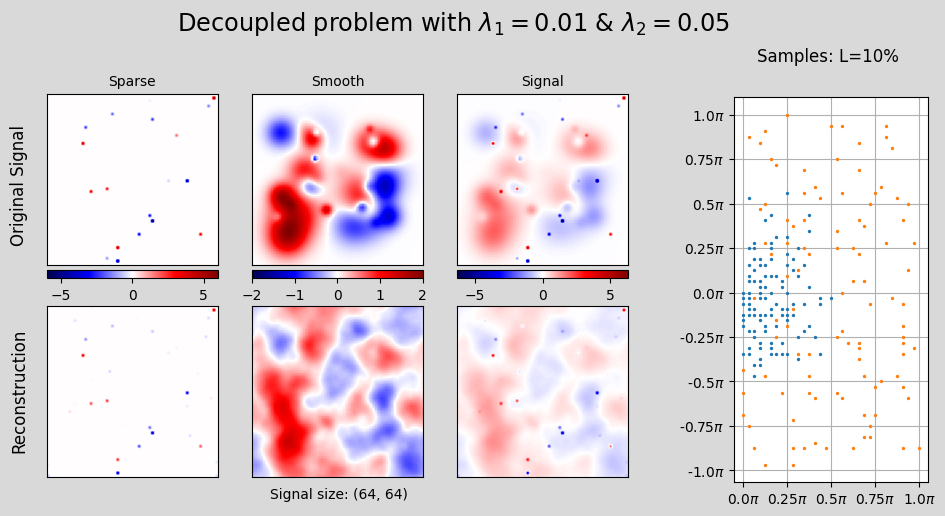 Decoupled problem with λ₁ = 0.01 & λ₂ = 0.05
Samples: L=10%
Sparse Smooth Signal
Original Signal
−5 0 5
−2 −1 0 1 2
−5 0 5
Reconstruction
Signal size: (64, 64)
1.0π
0.75π
0.5π
0.25π
0.0π
-0.25π
-0.5π
-0.75π
-1.0π
0.0π 0.25π 0.5π 0.75π 1.0π